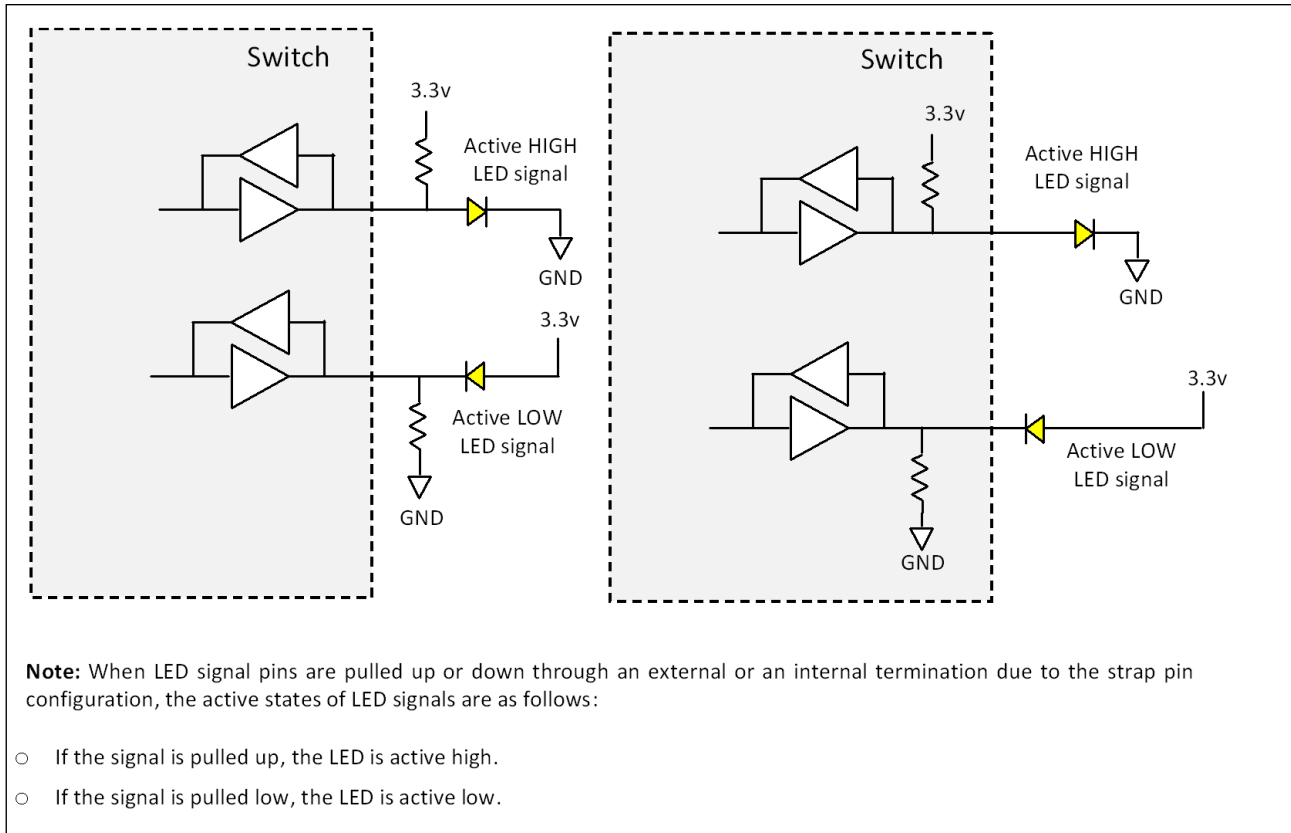 Switch
3.3v
Active HIGH
LED signal
GND
3.3v
Active LOW
LED signal
GND
Switch
3.3v
Active HIGH
LED signal
GND
3.3v
Active LOW
LED signal
GND
Note: When LED signal pins are pulled up or down through an external or an internal termination due to the strap pin
configuration, the active states of LED signals are as follows:
○ If the signal is pulled up, the LED is active high.
○ If the signal is pulled low, the LED is active low.